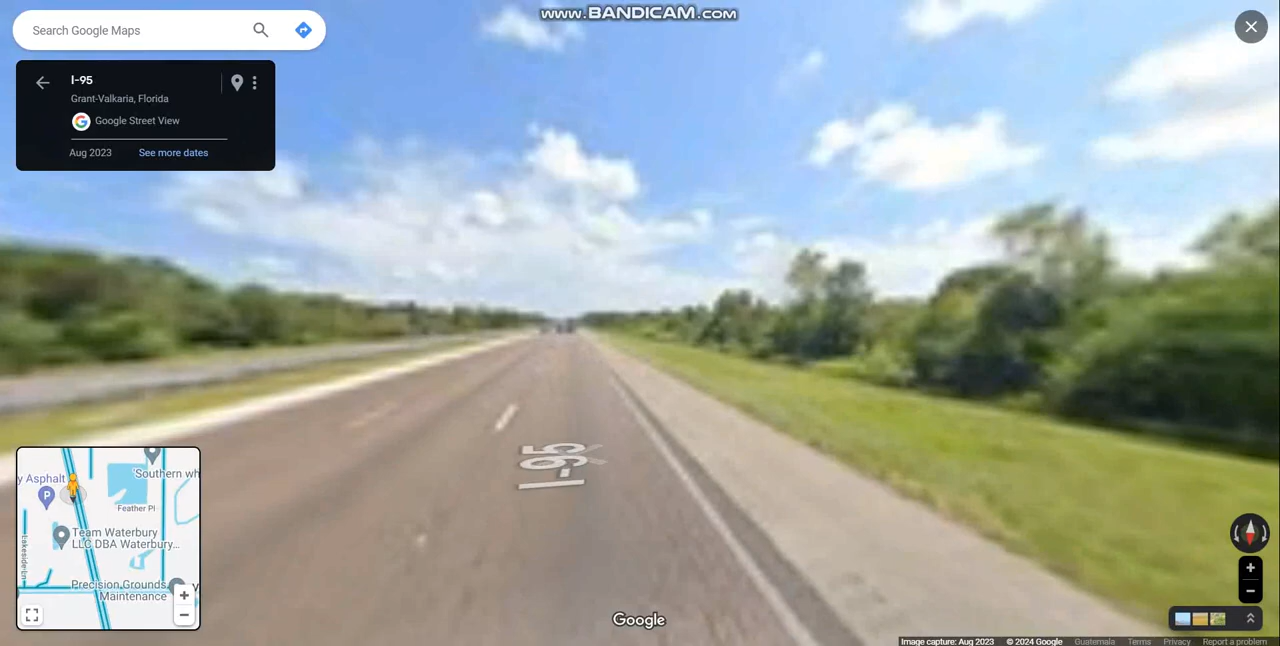 www.BANDICAM.com
Search Google Maps
I-95
Grant-Valkaria, Florida
Google Street View
Aug 2023 See more dates
I-95
y Asphalt
'Southern wh
Feather Pl
Team Waterbury
LLC DBA Waterbury...
Lakeside Ln
Precision Grounds
Maintenance
Google
Image capture: Aug 2023 © 2024 Google Guatemala Terms Privacy Report a problem